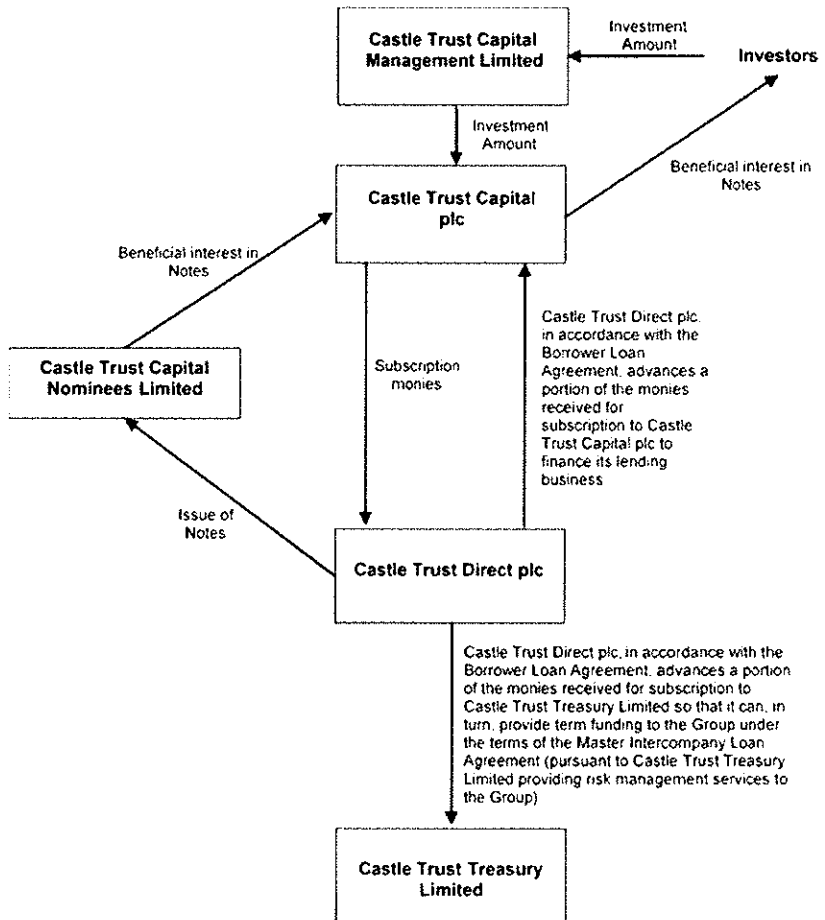 Castle Trust Capital
Management Limited
Investment
Amount
Investors
Investment
Amount
Castle Trust Capital
plc
Beneficial interest in
Notes
Beneficial interest in
Notes
Castle Trust Capital
Nominees Limited
Subscription
monies
Castle Trust Direct plc,
in accordance with the
Borrower Loan
Agreement, advances a
portion of the monies
received for
subscription to Castle
Trust Capital plc to
finance its lending
business
Issue of
Notes
Castle Trust Direct plc
Castle Trust Direct plc, in accordance with the
Borrower Loan Agreement, advances a portion
of the monies received for subscription to
Castle Trust Treasury Limited so that it can, in
turn, provide term funding to the Group under
the terms of the Master Intercompany Loan
Agreement (pursuant to Castle Trust Treasury
Limited providing risk management services to
the Group)
Castle Trust Treasury
Limited